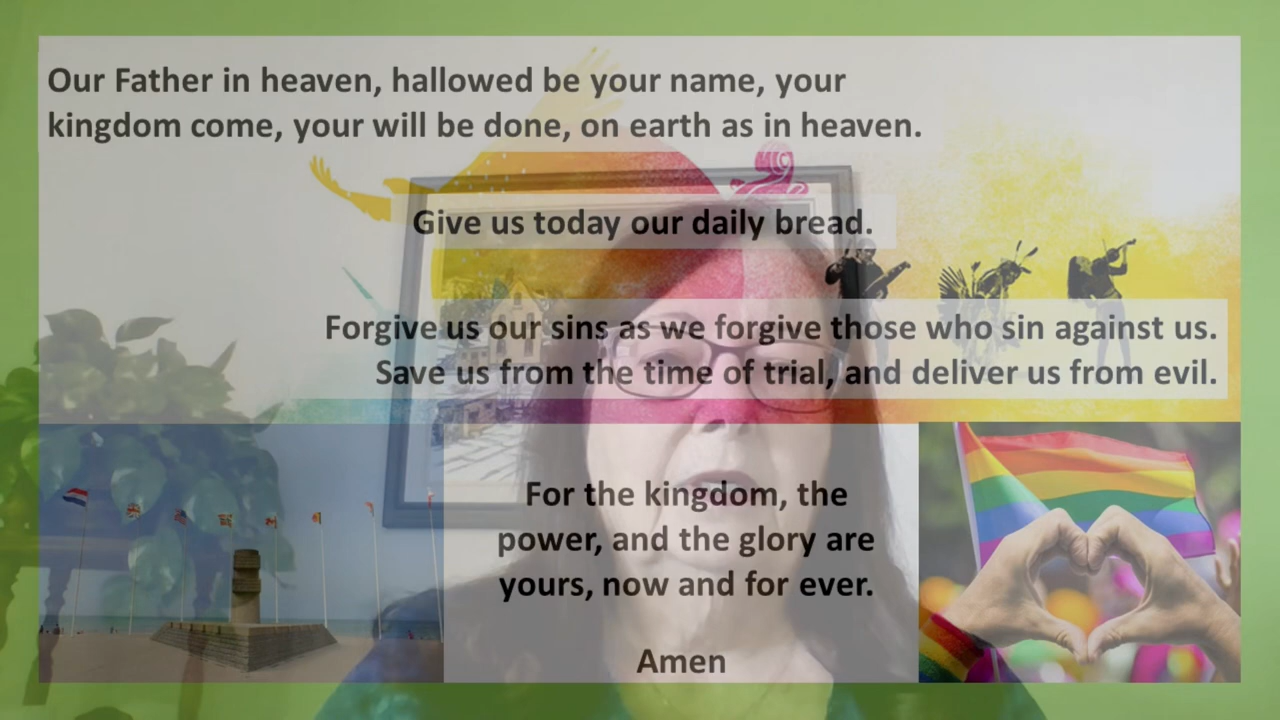 Our Father in heaven, hallowed be your name, your
kingdom come, your will be done, on earth as in heaven.
Give us today our daily bread.
Forgive us our sins as we forgive those who sin against us.
Save us from the time of trial, and deliver us from evil.
For the kingdom, the
power, and the glory are
yours, now and for ever.
Amen